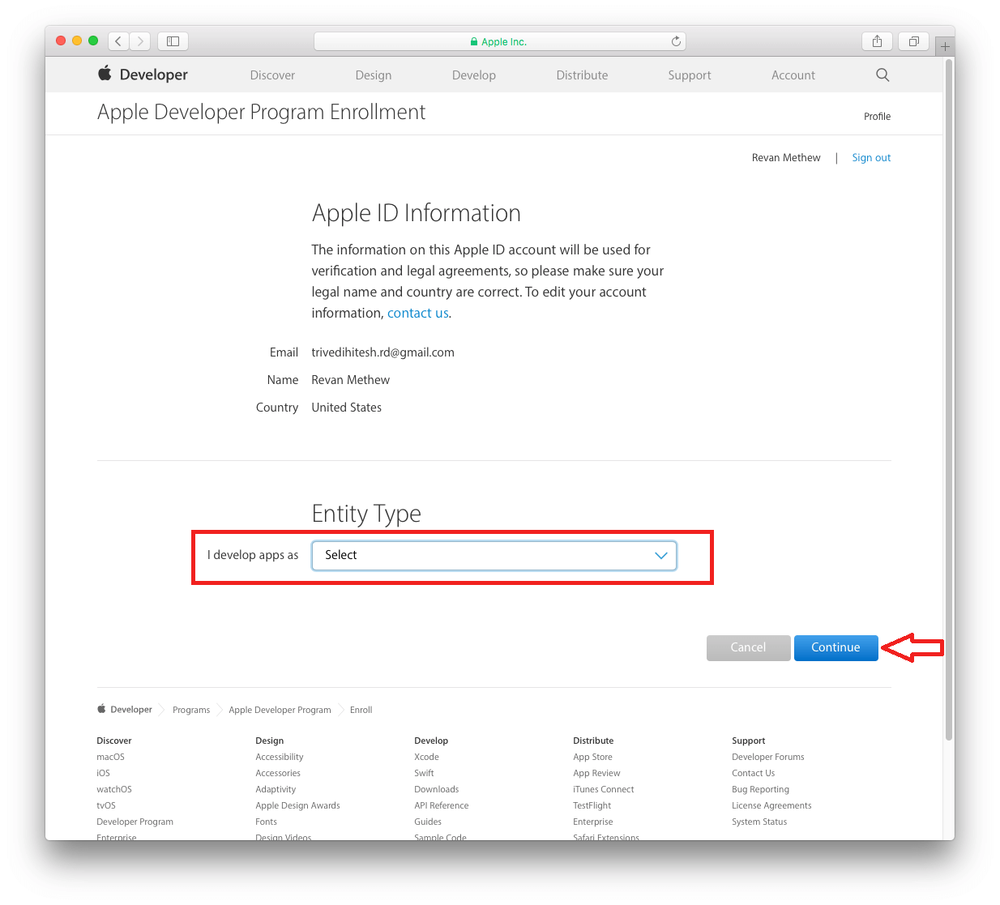 Apple Inc.
Developer Discover Design Develop Distribute Support Account
Apple Developer Program Enrollment
Profile
Revan Methew | Sign out
Apple ID Information
The information on this Apple ID account will be used for
verification and legal agreements, so please make sure your
legal name and country are correct. To edit your account
information, contact us.
Email trivedihitesh.rd@gmail.com
Name Revan Methew
Country United States
Entity Type
I develop apps as Select
Cancel Continue
Developer Programs Apple Developer Program Enroll
Discover Design Develop Distribute Support
macOS Accessibility Xcode App Store Developer Forums
iOS Accessories Swift App Review Contact Us
watchOS Adaptivity Downloads iTunes Connect Bug Reporting
tvOS Apple Design Awards API Reference TestFlight License Agreements
Developer Program Fonts Guides Enterprise System Status
Enterprise Design Videos Sample Code Safari Extensions